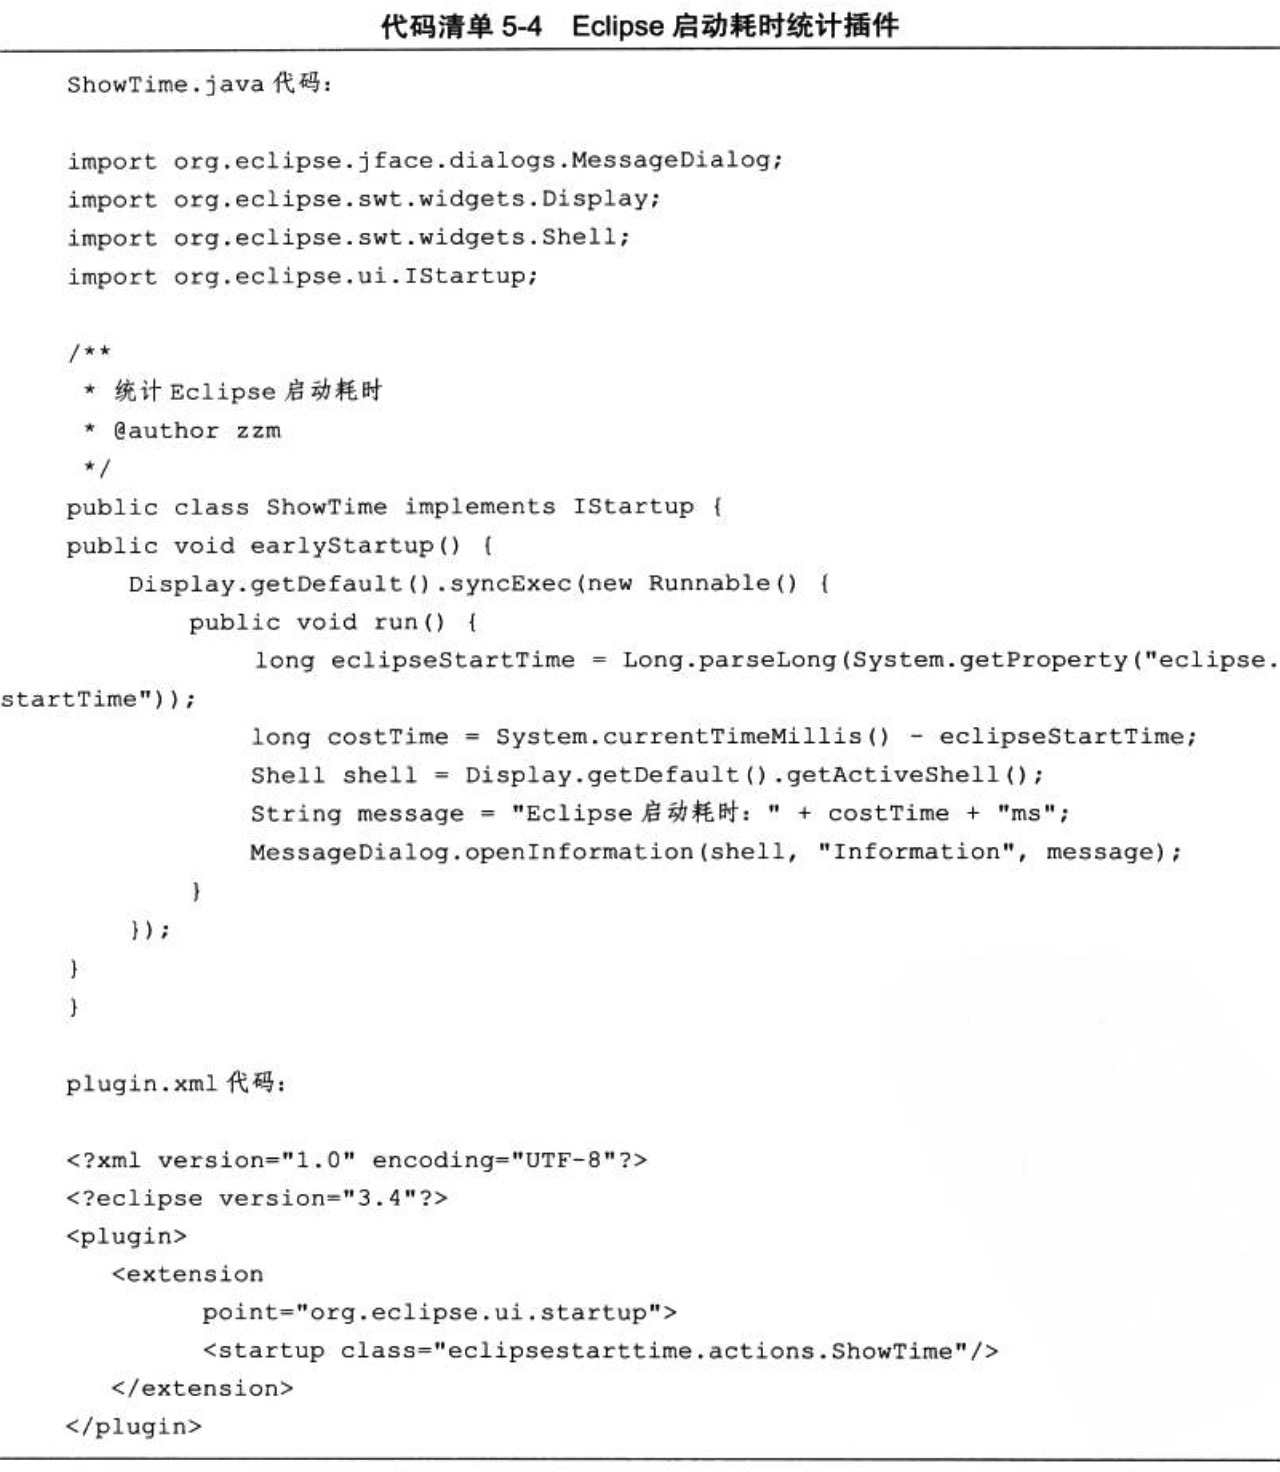 代码清单 5-4 Eclipse 启动耗时统计插件
ShowTime.java 代码：
import org.eclipse.jface.dialogs.MessageDialog;
import org.eclipse.swt.widgets.Display;
import org.eclipse.swt.widgets.Shell;
import org.eclipse.ui.IStartup;
/**
 * 统计 Eclipse 启动耗时
 * @author zzm
 */
public class ShowTime implements IStartup {
public void earlyStartup() {
    Display.getDefault().syncExec(new Runnable() {
        public void run() {
            long eclipseStartTime = Long.parseLong(System.getProperty("eclipse.
startTime"));
            long costTime = System.currentTimeMillis() - eclipseStartTime;
            Shell shell = Display.getDefault().getActiveShell();
            String message = "Eclipse 启动耗时：" + costTime + "ms";
            MessageDialog.openInformation(shell, "Information", message);
        }
    });
}
}
plugin.xml 代码：
<?xml version="1.0" encoding="UTF-8"?>
<?eclipse version="3.4"?>
<plugin>
   <extension
         point="org.eclipse.ui.startup">
         <startup class="eclipsestarttime.actions.ShowTime"/>
   </extension>
</plugin>